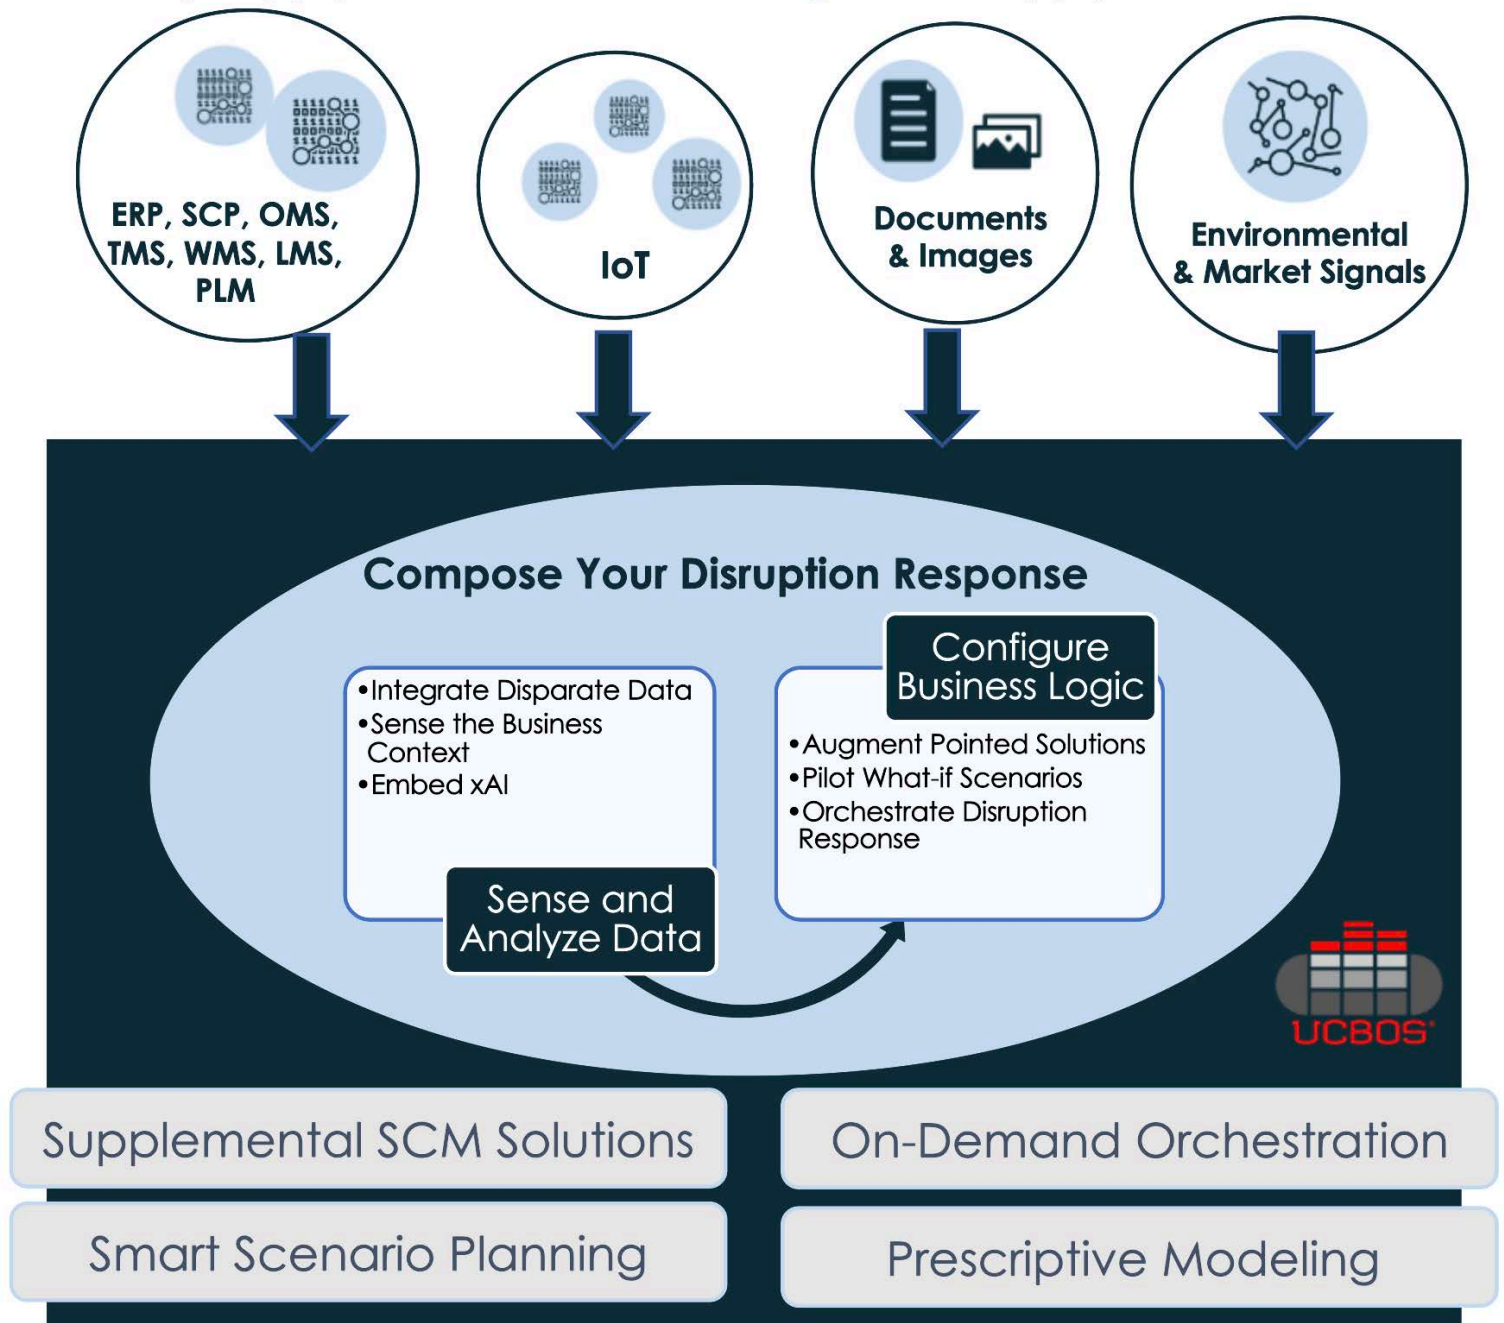 ERP, SCP, OMS,
TMS, WMS, LMS,
PLM
IoT
Documents
& Images
Environmental
& Market Signals
Compose Your Disruption Response
•Integrate Disparate Data
•Sense the Business
Context
•Embed xAI
Sense and
Analyze Data
Configure
Business Logic
•Augment Pointed Solutions
•Pilot What-if Scenarios
•Orchestrate Disruption
Response
UCBOS®
Supplemental SCM Solutions
On-Demand Orchestration
Smart Scenario Planning
Prescriptive Modeling